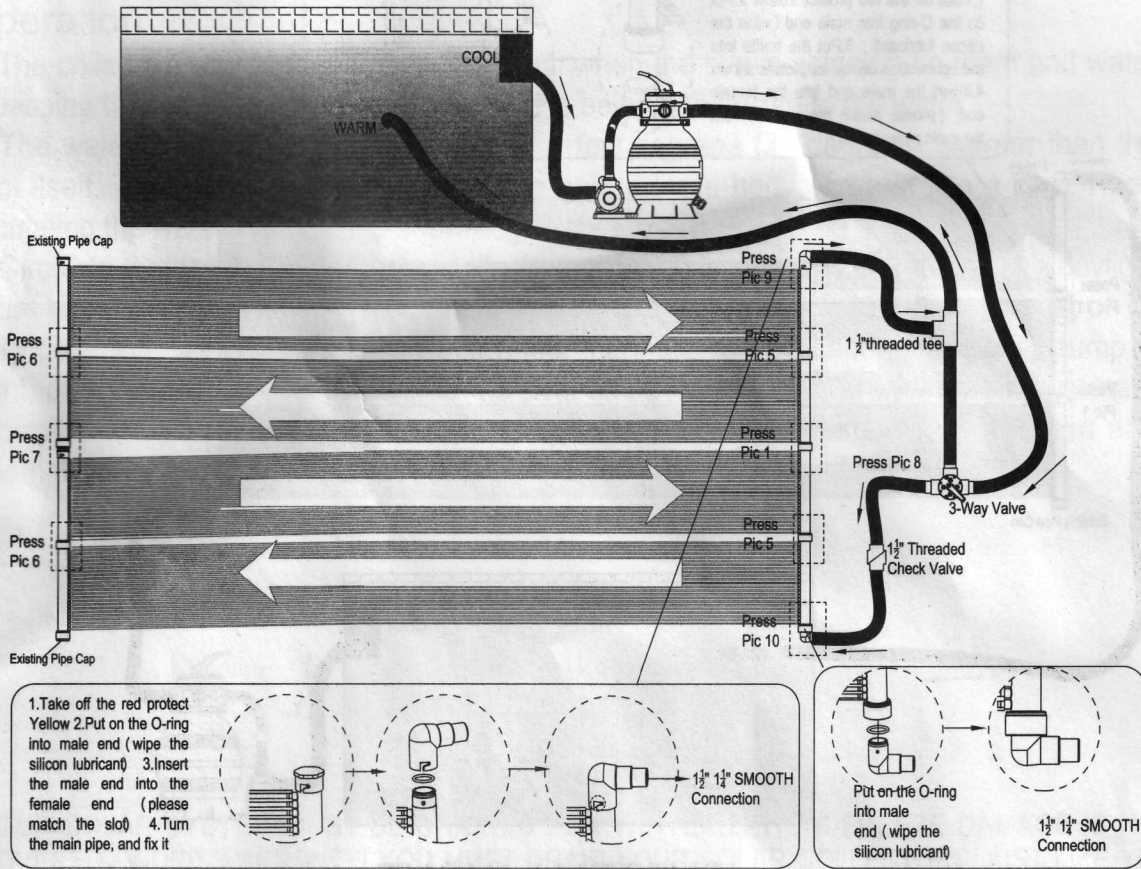 COOL
WARM
Existing Pipe Cap
Press
Pic 9
Press
Pic 6
Press
Pic 5
1 1/2"threaded tee
Press
Pic 7
Press
Pic 1
Press Pic 8
3-Way Valve
Press
Pic 6
Press
Pic 5
1 1/2" Threaded
Check Valve
Press
Pic 10
Existing Pipe Cap
1.Take off the red protect
Yellow 2.Put on the O-ring
into male end ( wipe the
silicon lubricant) 3.Insert
the male end into the
female end (please
match the slot) 4.Turn
the main pipe, and fix it
1 1/2" 1 1/4" SMOOTH
Connection
Put on the O-ring
into male
end ( wipe the
silicon lubricant)
1 1/2" 1 1/4" SMOOTH
Connection